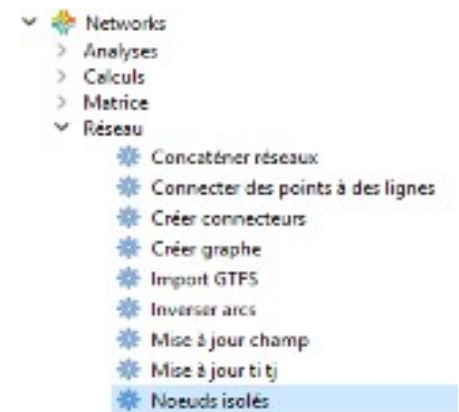 Networks
Analyses
Calculs
Matrice
Réseau
Concaténer réseaux
Connecter des points à des lignes
Créer connecteurs
Créer graphe
Import GTFS
Inverser arcs
Mise à jour champ
Mise à jour ti tj
Noeuds isolés